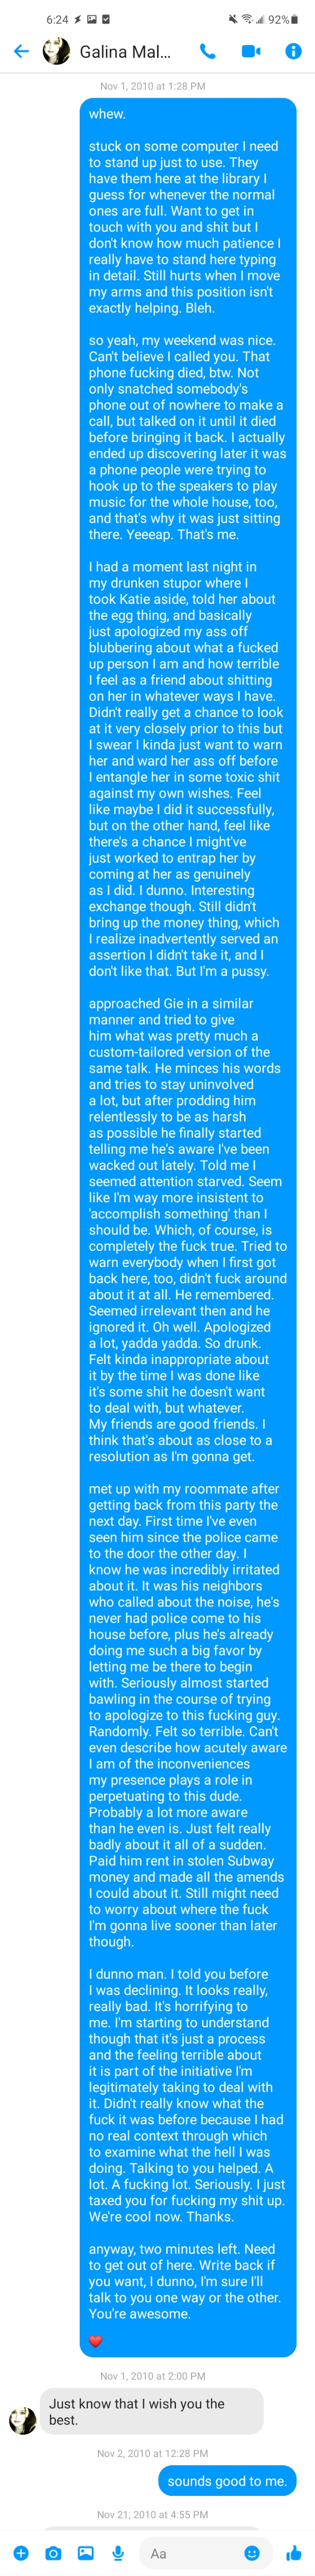 6:24
92%
Galina Mal...
Nov 1, 2010 at 1:28 PM
whew.
stuck on some computer I need
to stand up just to use. They
have them here at the library I
guess for whenever the normal
ones are full. Want to get in
touch with you and shit but I
don't know how much patience I
really have to stand here typing
in detail. Still hurts when I move
my arms and this position isn't
exactly helping. Bleh.
so yeah, my weekend was nice.
Can't believe I called you. That
phone fucking died, btw. Not
only snatched somebody's
phone out of nowhere to make a
call, but talked on it until it died
before bringing it back. I actually
ended up discovering later it was
a phone people were trying to
hook up to the speakers to play
music for the whole house, too,
and that's why it was just sitting
there. Yeeeap. That's me.
I had a moment last night in
my drunken stupor where I
took Katie aside, told her about
the egg thing, and basically
just apologized my ass off
blubbering about what a fucked
up person I am and how terrible
I feel as a friend about shitting
on her in whatever ways I have.
Didn't really get a chance to look
at it very closely prior to this but
I swear I kinda just want to warn
her and ward her ass off before
I entangle her in some toxic shit
against my own wishes. Feel
like maybe I did it successfully,
but on the other hand, feel like
there's a chance I might've
just worked to entrap her by
coming at her as genuinely
as I did. I dunno. Interesting
exchange though. Still didn't
bring up the money thing, which
I realize inadvertently served an
assertion I didn't take it, and I
don't like that. But I'm a pussy.
approached Gie in a similar
manner and tried to give
him what was pretty much a
custom-tailored version of the
same talk. He minces his words
and tries to stay uninvolved
a lot, but after prodding him
relentlessly to be as harsh
as possible he finally started
telling me he's aware I've been
wacked out lately. Told me I
seemed attention starved. Seem
like I'm way more insistent to
'accomplish something' than I
should be. Which, of course, is
completely the fuck true. Tried to
warn everybody when I first got
back here, too, didn't fuck around
about it at all. He remembered.
Seemed irrelevant then and he
ignored it. Oh well. Apologized
a lot, yadda yadda. So drunk.
Felt kinda inappropriate about
it by the time I was done like
it's some shit he doesn't want
to deal with, but whatever.
My friends are good friends. I
think that's about as close to a
resolution as I'm gonna get.
met up with my roommate after
getting back from this party the
next day. First time I've even
seen him since the police came
to the door the other day. I
know he was incredibly irritated
about it. It was his neighbors
who called about the noise, he's
never had police come to his
house before, plus he's already
doing me such a big favor by
letting me be there to begin
with. Seriously almost started
bawling in the course of trying
to apologize to this fucking guy.
Randomly. Felt so terrible. Can't
even describe how acutely aware
I am of the inconveniences
my presence plays a role in
perpetuating to this dude.
Probably a lot more aware
than he even is. Just felt really
badly about it all of a sudden.
Paid him rent in stolen Subway
money and made all the amends
I could about it. Still might need
to worry about where the fuck
I'm gonna live sooner than later
though.
I dunno man. I told you before
I was declining. It looks really,
really bad. It's horrifying to
me. I'm starting to understand
though that it's just a process
and the feeling terrible about
it is part of the initiative I'm
legitimately taking to deal with
it. Didn't really know what the
fuck it was before because I had
no real context through which
to examine what the hell I was
doing. Talking to you helped. A
lot. A fucking lot. Seriously. I just
taxed you for fucking my shit up.
We're cool now. Thanks.
anyway, two minutes left. Need
to get out of here. Write back if
you want, I dunno, I'm sure I'll
talk to you one way or the other.
You're awesome.
❤️
Nov 1, 2010 at 2:00 PM
Just know that I wish you the
best.
Nov 2, 2010 at 12:28 PM
sounds good to me.
Nov 21, 2010 at 4:55 PM
Aa